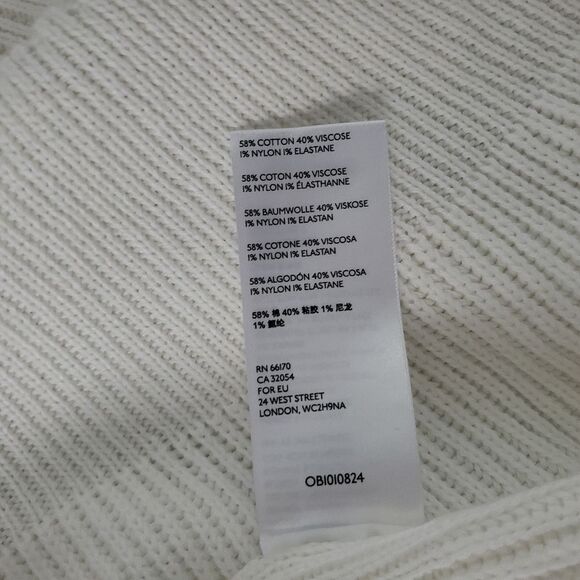 58% COTTON 40% VISCOSE
1% NYLON 1% ELASTANE
58% COTON 40% VISCOSE
1% NYLON 1% ÉLASTHANNE
58% BAUMWOLLE 40% VISKOSE
1% NYLON 1% ELASTAN
58% COTONE 40% VISCOSA
1% NYLON 1% ELASTAN
58% ALGODÓN 40% VISCOSA
1% NYLON 1% ELASTANE
58% 棉 40% 粘胶 1% 尼龙
1% 氨纶
RN 66170
CA 32054
FOR EU
24 WEST STREET
LONDON, WC2H9NA
OB1010824